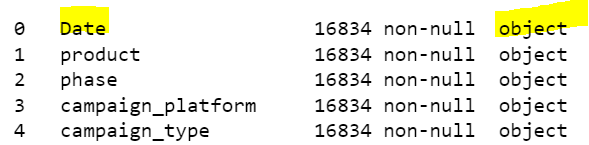 0 Date 16834 non-null object
1 product 16834 non-null object
2 phase 16834 non-null object
3 campaign_platform 16834 non-null object
4 campaign_type 16834 non-null object